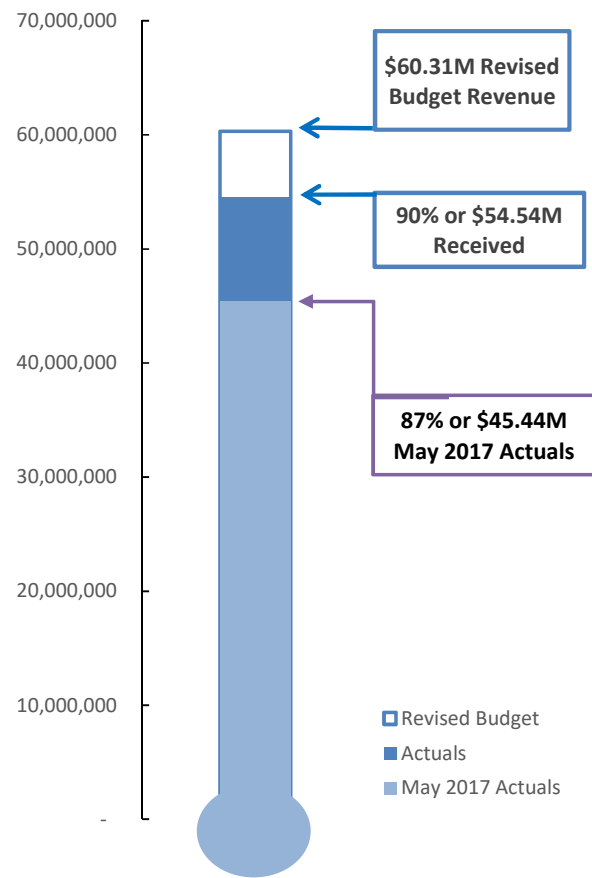 70,000,000
$60.31M Revised
Budget Revenue
60,000,000
90% or $54.54M
Received
50,000,000
40,000,000
87% or $45.44M
May 2017 Actuals
30,000,000
20,000,000
10,000,000
Revised Budget
Actuals
May 2017 Actuals
-